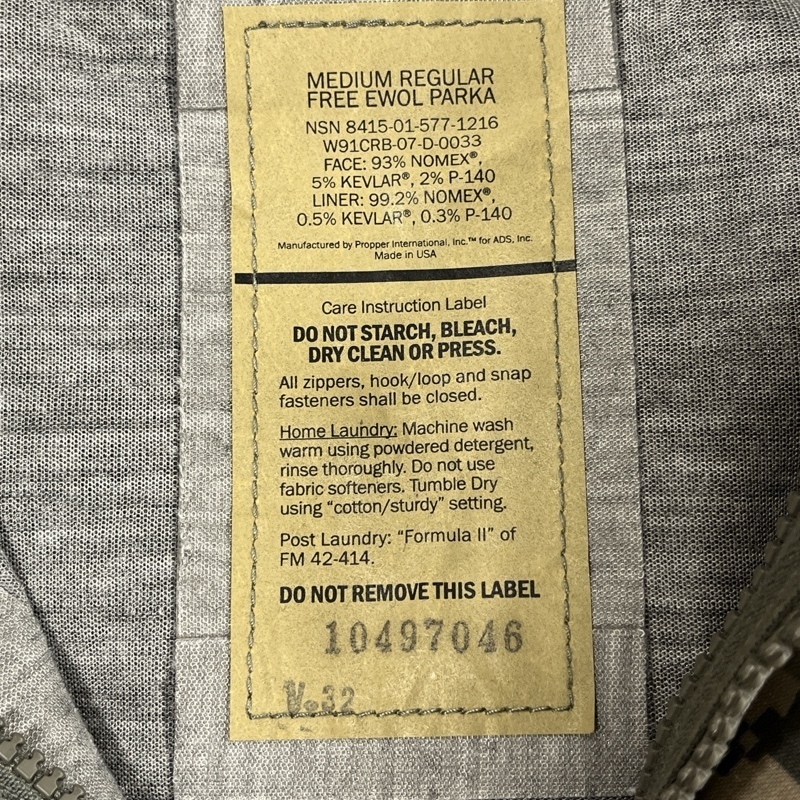 MEDIUM REGULAR
FREE EWOL PARKA
NSN 8415-01-577-1216
W91CRB-07-D-0033
FACE: 93% NOMEX®,
5% KEVLAR®, 2% P-140
LINER: 99.2% NOMEX®,
0.5% KEVLAR®, 0.3% P-140
Manufactured by Propper International, Inc.™ for ADS, Inc.
Made in USA
Care Instruction Label
DO NOT STARCH, BLEACH,
DRY CLEAN OR PRESS.
All zippers, hook/loop and snap
fasteners shall be closed.
Home Laundry: Machine wash
warm using powdered detergent,
rinse thoroughly. Do not use
fabric softeners. Tumble Dry
using "cotton/sturdy" setting.
Post Laundry: "Formula II" of
FM 42-414.
DO NOT REMOVE THIS LABEL
10497046
V.32